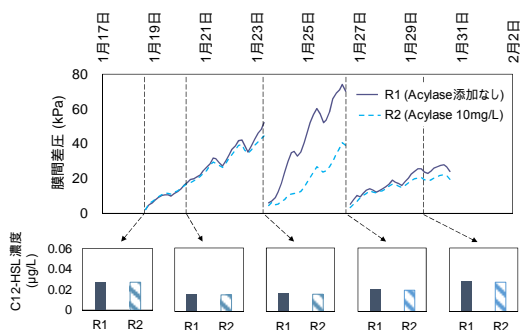 1月17日
1月19日
1月21日
1月23日
1月25日
1月27日
1月29日
1月31日
2月2日
膜間差圧 (kPa)
80
60
40
20
0
R1 (Acylase添加なし)
R2 (Acylase 10mg/L)
C12-HSL 濃度
(μg/L)
0.06
0.04
0.02
0
R1 R2
R1 R2
R1 R2
R1 R2
R1 R2